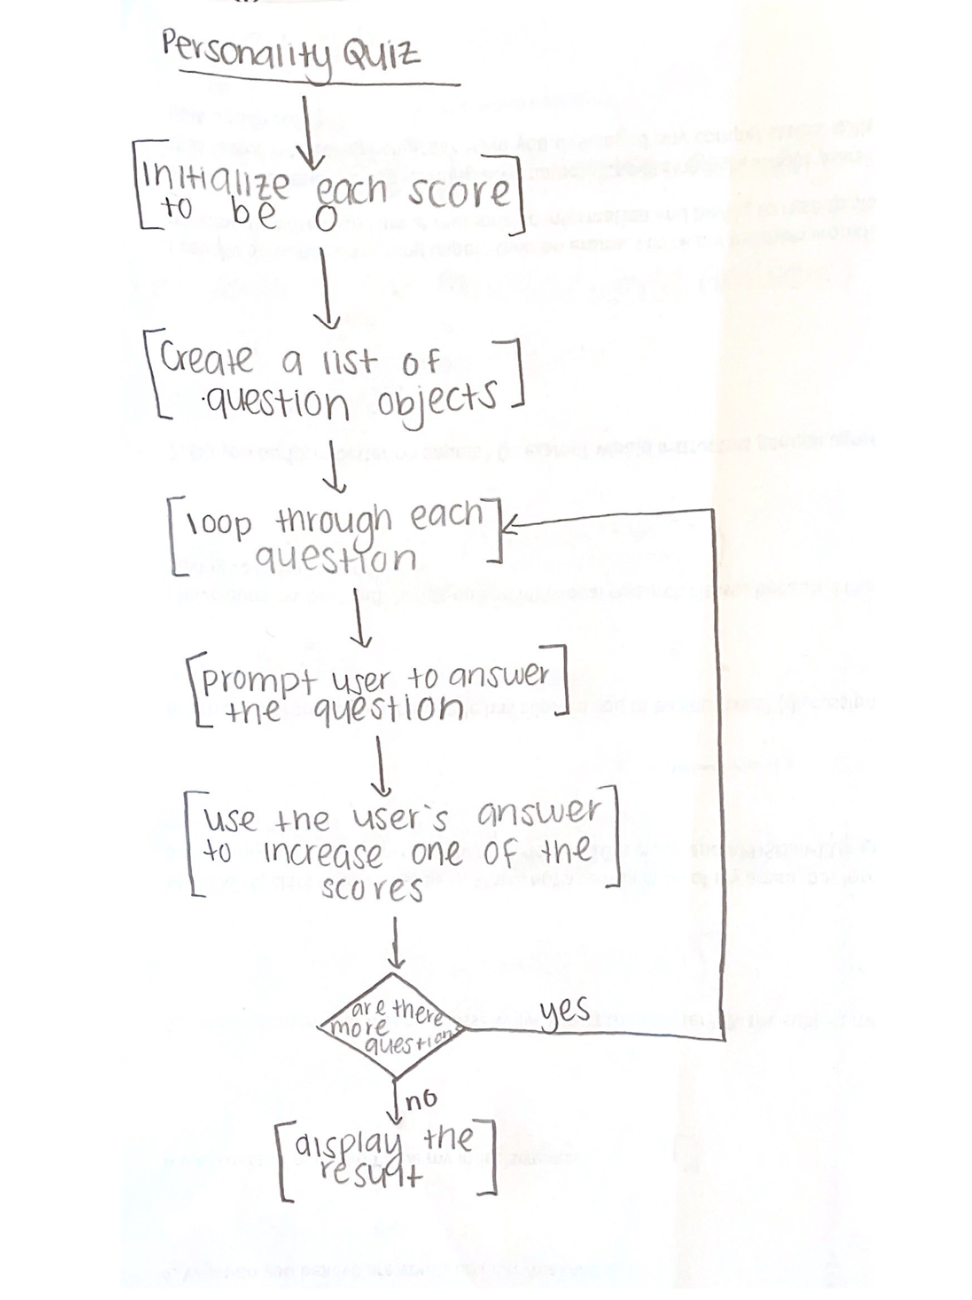 Personality Quiz
Initialize each score
to be 0
Create a list of
question objects
loop through each
question
prompt user to answer
the question
use the user's answer
to increase one of the
scores
are there
more
question
yes
no
display the
result